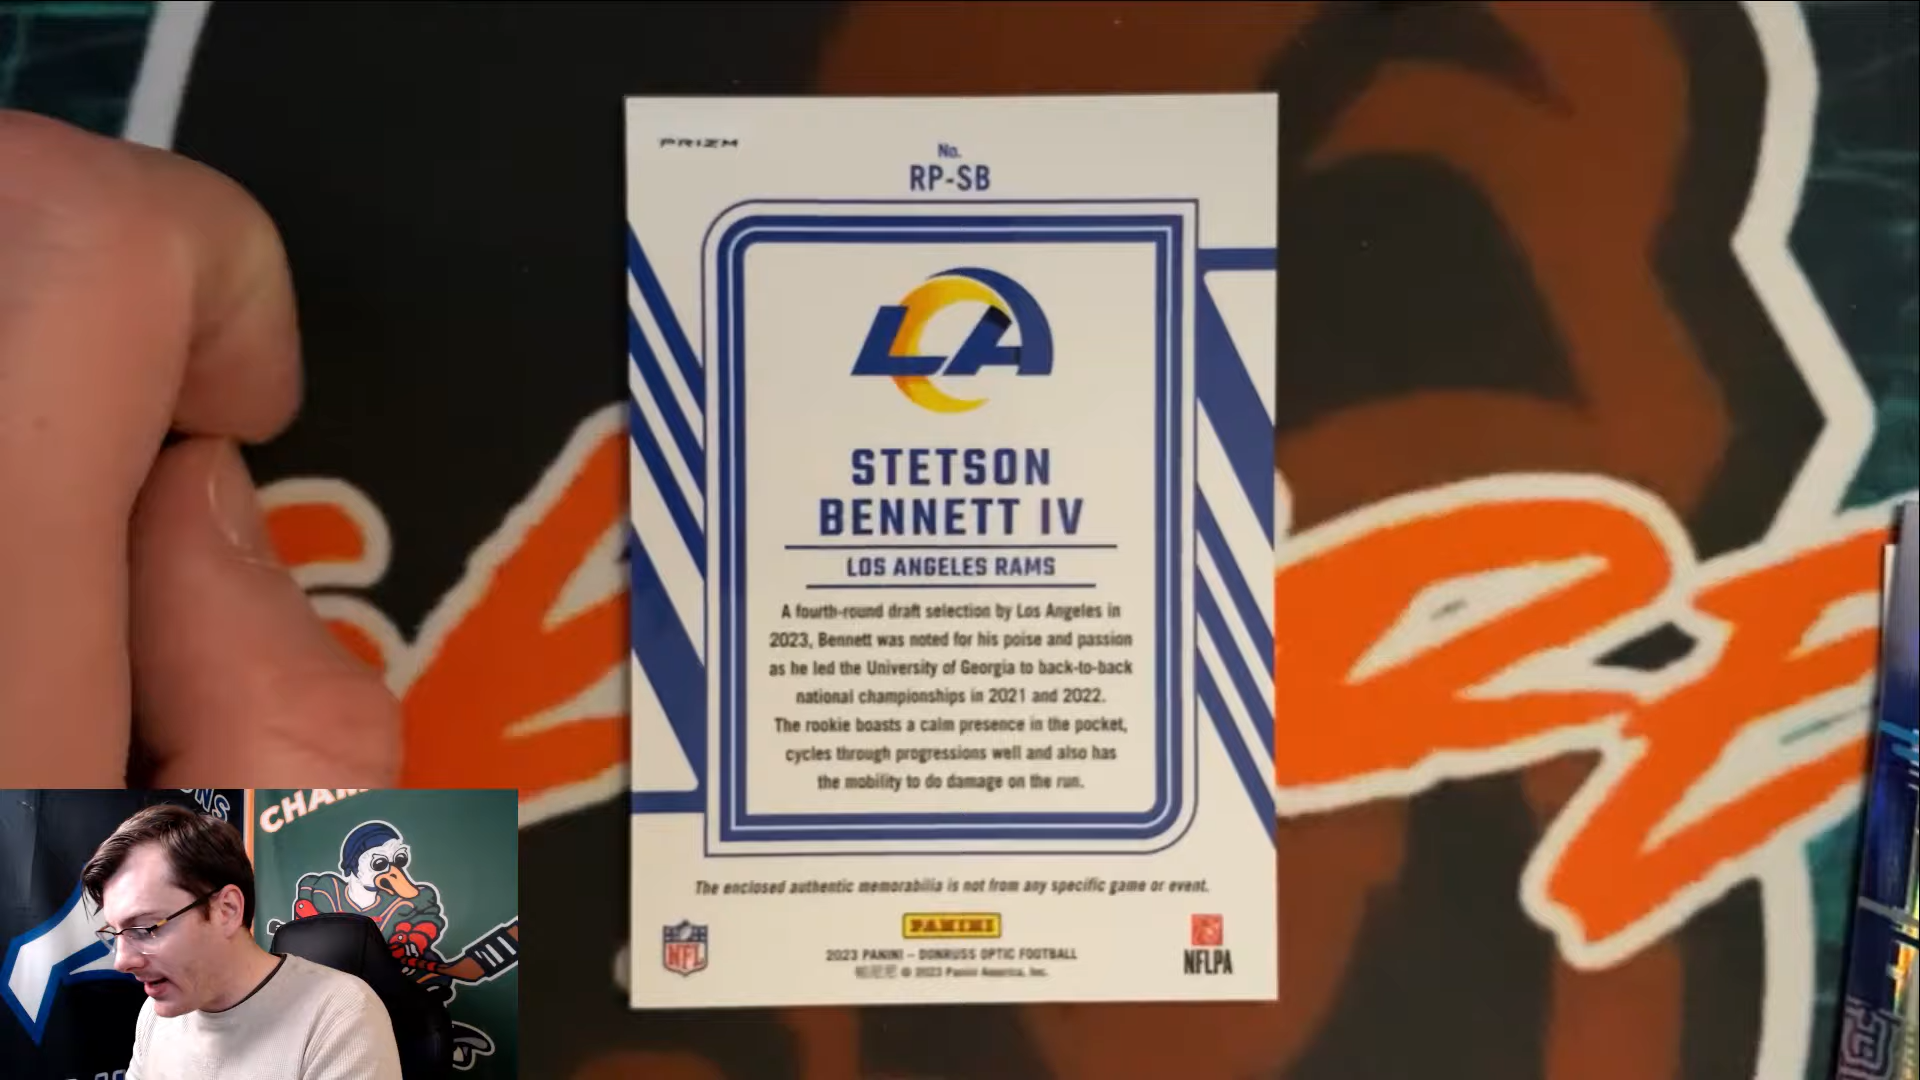 PRIZM
No.
RP-SB
LA
STETSON
BENNETT IV
LOS ANGELES RAMS
A fourth-round draft selection by Los Angeles in
2023, Bennett was noted for his poise and passion
as he led the University of Georgia to back-to-back
national championships in 2021 and 2022.
The rookie boasts a calm presence in the pocket,
cycles through progressions well and also has
the mobility to do damage on the run.
The enclosed authentic memorabilia is not from any specific game or event.
PANINI
NFL
2023 PANINI – DONRUSS OPTIC FOOTBALL
© 2023 Panini America, Inc.
NFLPA
CHAM